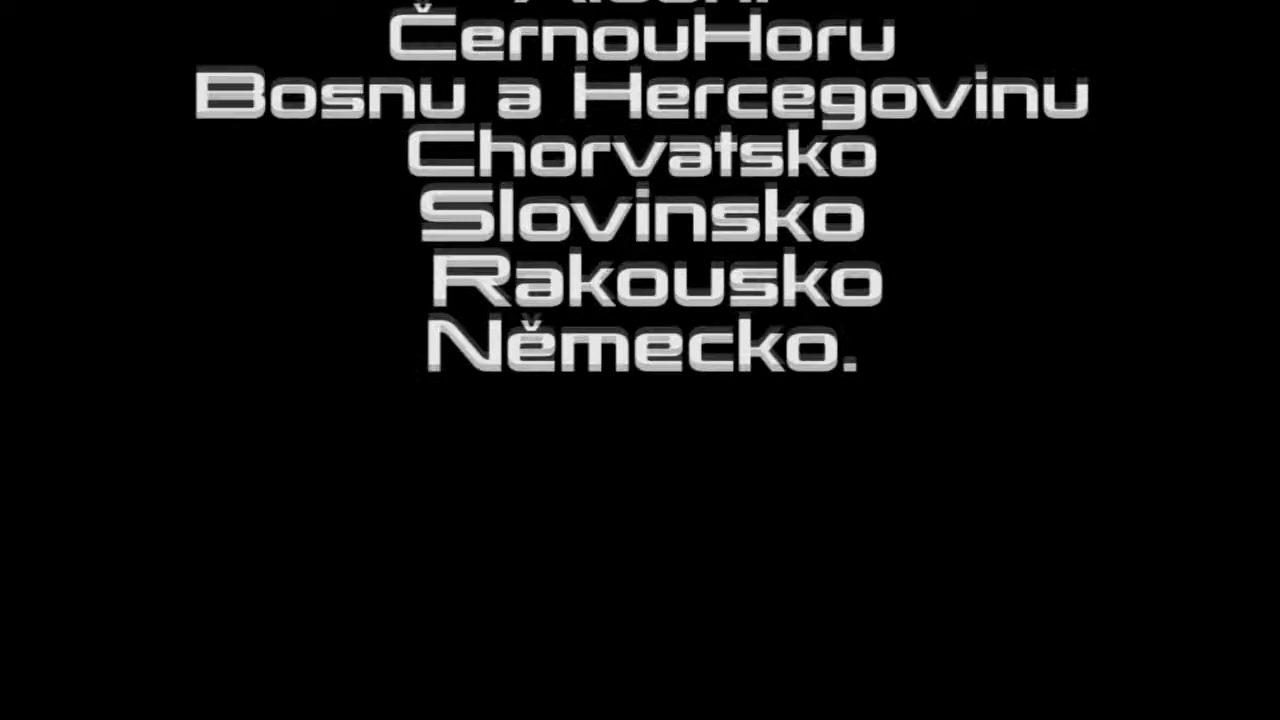 ČernouHoru
Bosnu a Hercegovinu
Chorvatsko
Slovinsko
Rakousko
Německo.